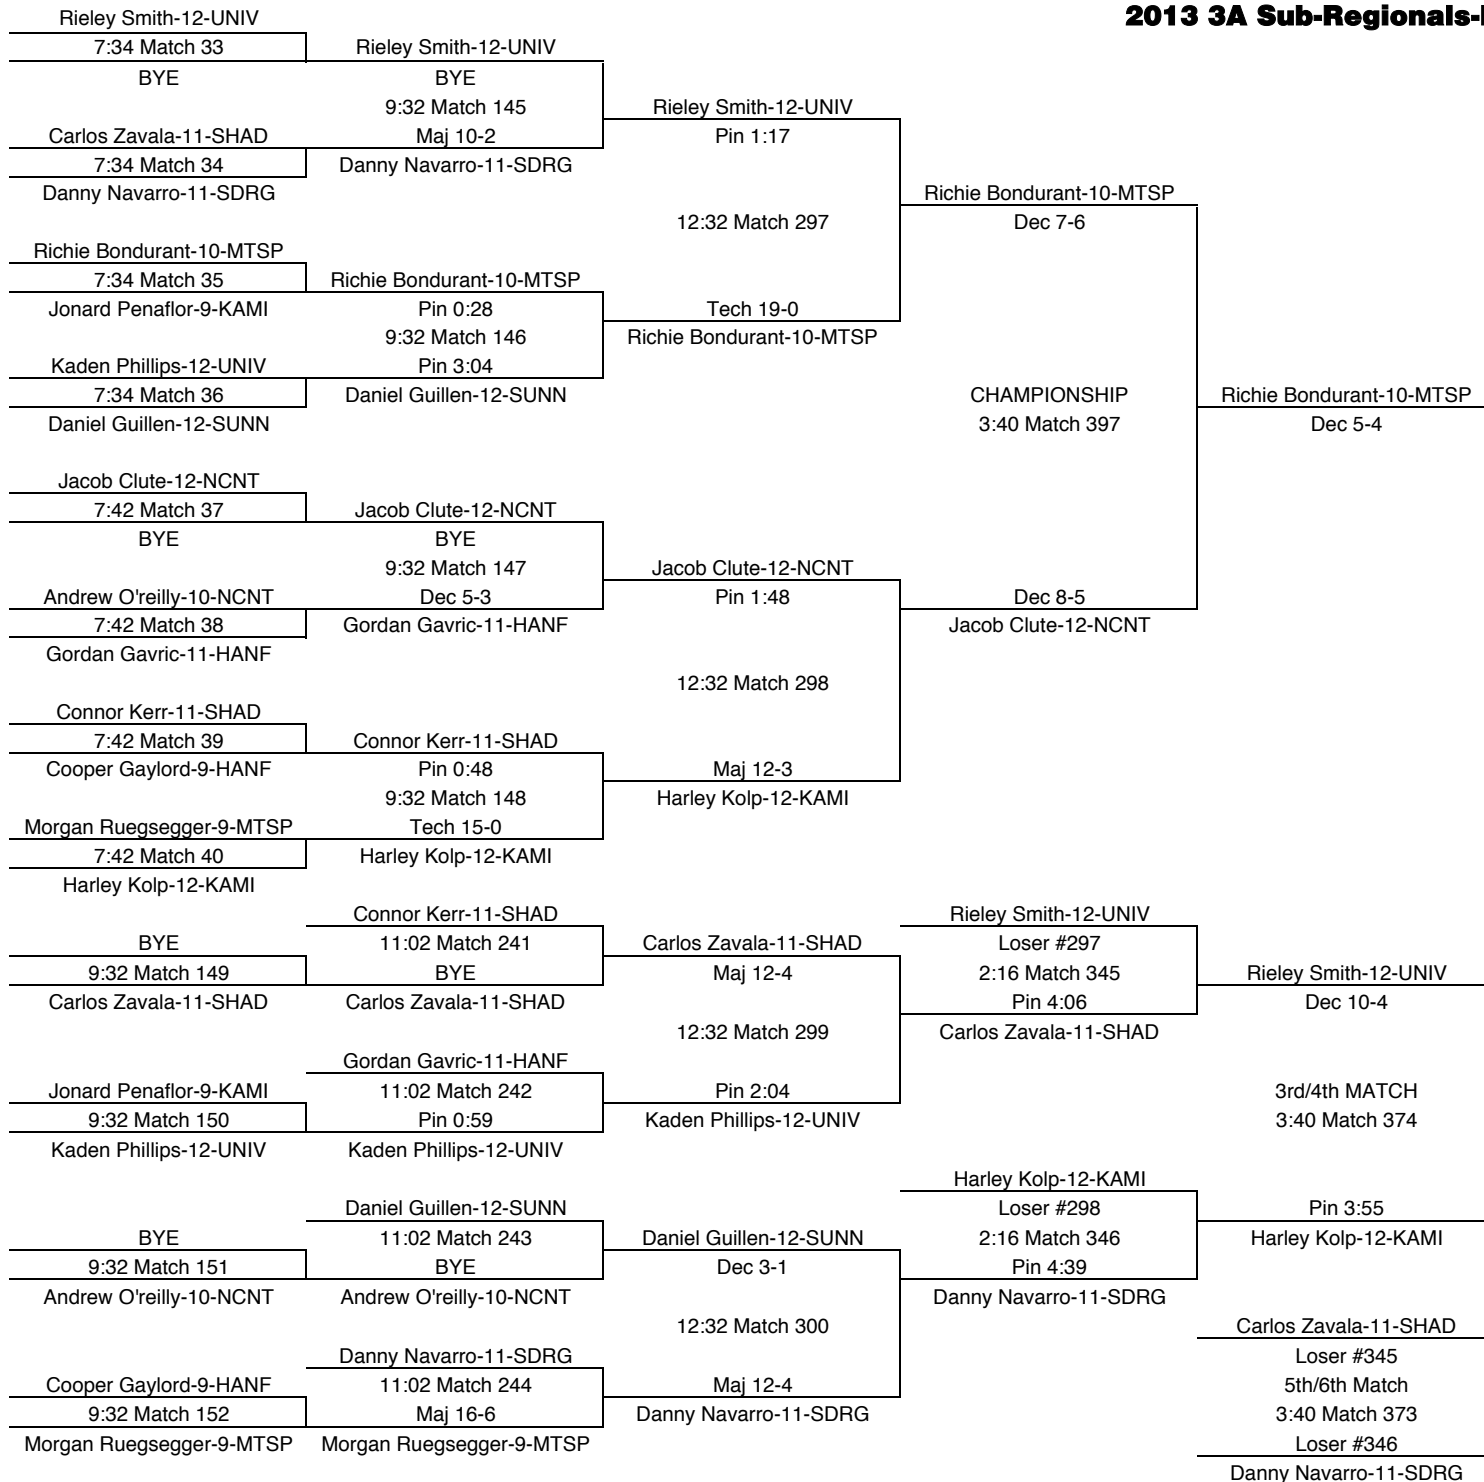 2013 3A Sub-Regionals-
Rieley Smith-12-UNIV
7:34 Match 33
BYE
Carlos Zavala-11-SHAD
7:34 Match 34
Danny Navarro-11-SDRG
Richie Bondurant-10-MTSP
7:34 Match 35
Jonard Penaflor-9-KAMI
Kaden Phillips-12-UNIV
7:34 Match 36
Daniel Guillen-12-SUNN
Jacob Clute-12-NCNT
7:42 Match 37
BYE
Andrew O'reilly-10-NCNT
7:42 Match 38
Gordan Gavric-11-HANF
Connor Kerr-11-SHAD
7:42 Match 39
Cooper Gaylord-9-HANF
Morgan Ruegsegger-9-MTSP
7:42 Match 40
Harley Kolp-12-KAMI
Rieley Smith-12-UNIV
BYE
9:32 Match 145
Maj 10-2
Danny Navarro-11-SDRG
Richie Bondurant-10-MTSP
Pin 0:28
9:32 Match 146
Pin 3:04
Daniel Guillen-12-SUNN
Jacob Clute-12-NCNT
BYE
9:32 Match 147
Dec 5-3
Gordan Gavric-11-HANF
Connor Kerr-11-SHAD
Pin 0:48
9:32 Match 148
Tech 15-0
Harley Kolp-12-KAMI
Rieley Smith-12-UNIV
Pin 1:17
12:32 Match 297
Tech 19-0
Richie Bondurant-10-MTSP
Jacob Clute-12-NCNT
Pin 1:48
12:32 Match 298
Maj 12-3
Harley Kolp-12-KAMI
Richie Bondurant-10-MTSP
Dec 7-6
CHAMPIONSHIP
3:40 Match 397
Dec 8-5
Jacob Clute-12-NCNT
Richie Bondurant-10-MTSP
Dec 5-4
BYE
9:32 Match 149
Carlos Zavala-11-SHAD
Jonard Penaflor-9-KAMI
9:32 Match 150
Kaden Phillips-12-UNIV
BYE
9:32 Match 151
Andrew O'reilly-10-NCNT
Cooper Gaylord-9-HANF
9:32 Match 152
Morgan Ruegsegger-9-MTSP
Connor Kerr-11-SHAD
11:02 Match 241
BYE
Carlos Zavala-11-SHAD
Gordan Gavric-11-HANF
11:02 Match 242
Pin 0:59
Kaden Phillips-12-UNIV
Daniel Guillen-12-SUNN
11:02 Match 243
BYE
Andrew O'reilly-10-NCNT
Danny Navarro-11-SDRG
11:02 Match 244
Maj 16-6
Morgan Ruegsegger-9-MTSP
Carlos Zavala-11-SHAD
Maj 12-4
12:32 Match 299
Pin 2:04
Kaden Phillips-12-UNIV
Daniel Guillen-12-SUNN
Dec 3-1
12:32 Match 300
Maj 12-4
Danny Navarro-11-SDRG
Rieley Smith-12-UNIV
Loser #297
2:16 Match 345
Pin 4:06
Carlos Zavala-11-SHAD
Harley Kolp-12-KAMI
Loser #298
2:16 Match 346
Pin 4:39
Danny Navarro-11-SDRG
Rieley Smith-12-UNIV
Dec 10-4
3rd/4th MATCH
3:40 Match 374
Pin 3:55
Harley Kolp-12-KAMI
Carlos Zavala-11-SHAD
Loser #345
5th/6th Match
3:40 Match 373
Loser #346
Danny Navarro-11-SDRG